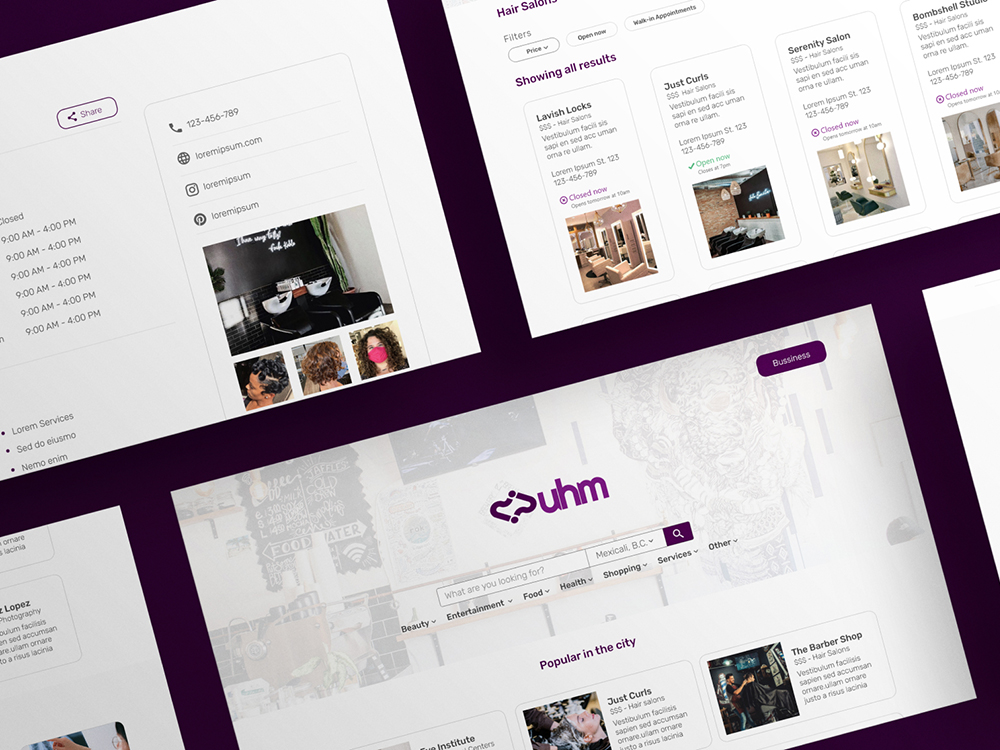 Share
123-456-789
loremipsum.com
loremipsum
loremipsum
Closed
9:00 AM - 4:00 PM
9:00 AM - 4:00 PM
9:00 AM - 4:00 PM
9:00 AM - 4:00 PM
9:00 AM - 4:00 PM
9:00 AM - 4:00 PM
Lorem Services
Sed do eiusmo
Nemo enim
Hair Salons
Filters
Price
Open now
Walk-in Appointments
Showing all results
Lavish Locks
$$$ - Hair Salons
Vestibulum facili sis
sapi en sed acc uman
orna re ullam.
Lorem Ipsum St. 123
123-456-789
Closed now
Opens tomorrow at 10am
Just Curls
$$$ - Hair Salons
Vestibulum facili sis
sapi en sed acc uman
orna re ullam.
Lorem Ipsum St. 123
123-456-789
Open now
Closes at 7pm
Serenity Salon
$$$ - Hair Salons
Vestibulum facili sis
sapi en sed acc uman
orna re ullam.
Lorem Ipsum St. 123
123-456-789
Closed now
Opens tomorrow at 10am
Bombshell Studio
$$$ - Hair Salons
Vestibulum facili sis
sapi en sed acc uman
orna re ullam.
Lorem Ipsum St. 123
123-456-789
Closed now
Opens tomorrow at 10am
Bussiness
uhm
What are you looking for?
Mexicali, B.C.
Beauty
Entertainment
Food
Health
Shopping
Services
Other
Popular in the city
Eye Institute
Centers
Just Curls
$$$ - Hair salons
Vestibulum facilisis
sapien sed accumsan
ornare.ullam ornare
justo a risus iacinia
The Barber Shop
$$$ - Hair Salons
Vestibulum facilisis
sapien sed accumsan
ornare.ullam ornare
justo a risus iacinia
ornare
iacinia
Lopez
Photography
facilisis
sed accumsan
ullam ornare
a risus iacinia